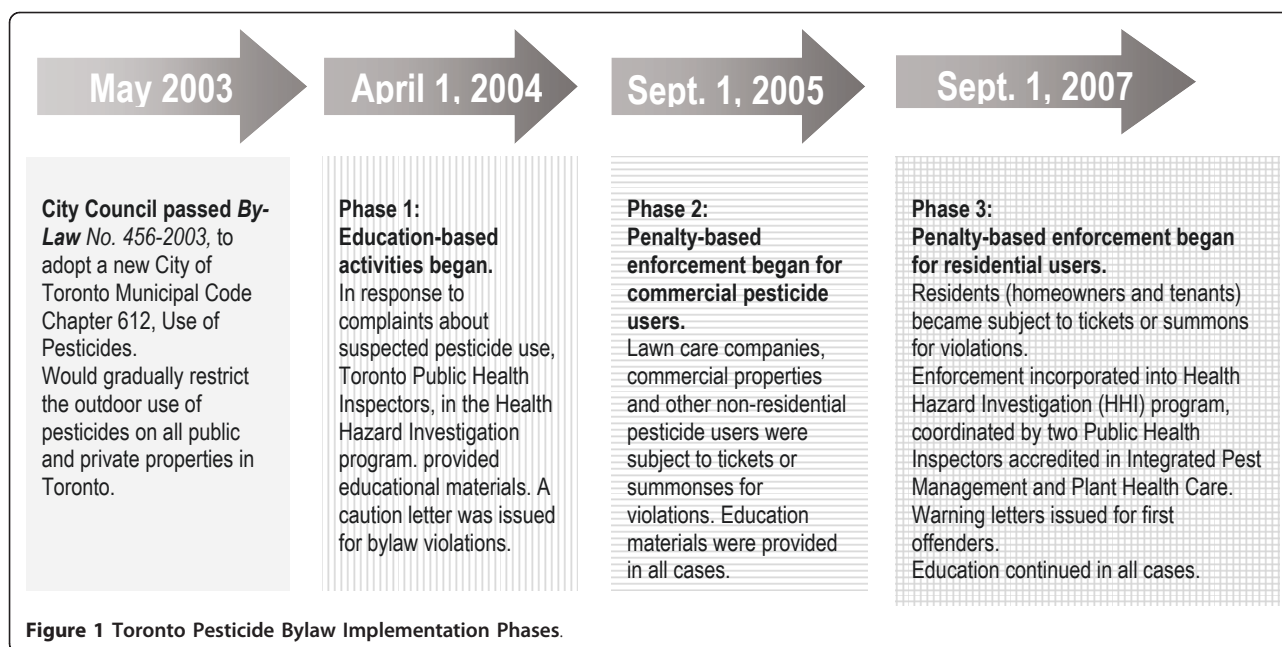 May 2003
April 1, 2004
Sept. 1, 2005
Sept. 1, 2007
City Council passed By-
Law No. 456-2003, to
adopt a new City of
Toronto Municipal Code
Chapter 612, Use of
Pesticides.
Would gradually restrict
the outdoor use of
pesticides on all public
and private properties in
Toronto.
Phase 1:
Education-based
activities began.
In response to
complaints about
suspected pesticide use,
Toronto Public Health
Inspectors, in the Health
Hazard Investigation
program. provided
educational materials. A
caution letter was issued
for bylaw violations.
Phase 2:
Penalty-based
enforcement began for
commercial pesticide
users.
Lawn care companies,
commercial properties
and other non-residential
pesticide users were
subject to tickets or
summonses for
violations. Education
materials were provided
in all cases.
Phase 3:
Penalty-based enforcement began
for residential users.
Residents (homeowners and tenants)
became subject to tickets or summons
for violations.
Enforcement incorporated into Health
Hazard Investigation (HHI) program,
coordinated by two Public Health
Inspectors accredited in Integrated Pest
Management and Plant Health Care.
Warning letters issued for first
offenders.
Education continued in all cases.
Figure 1 Toronto Pesticide Bylaw Implementation Phases.